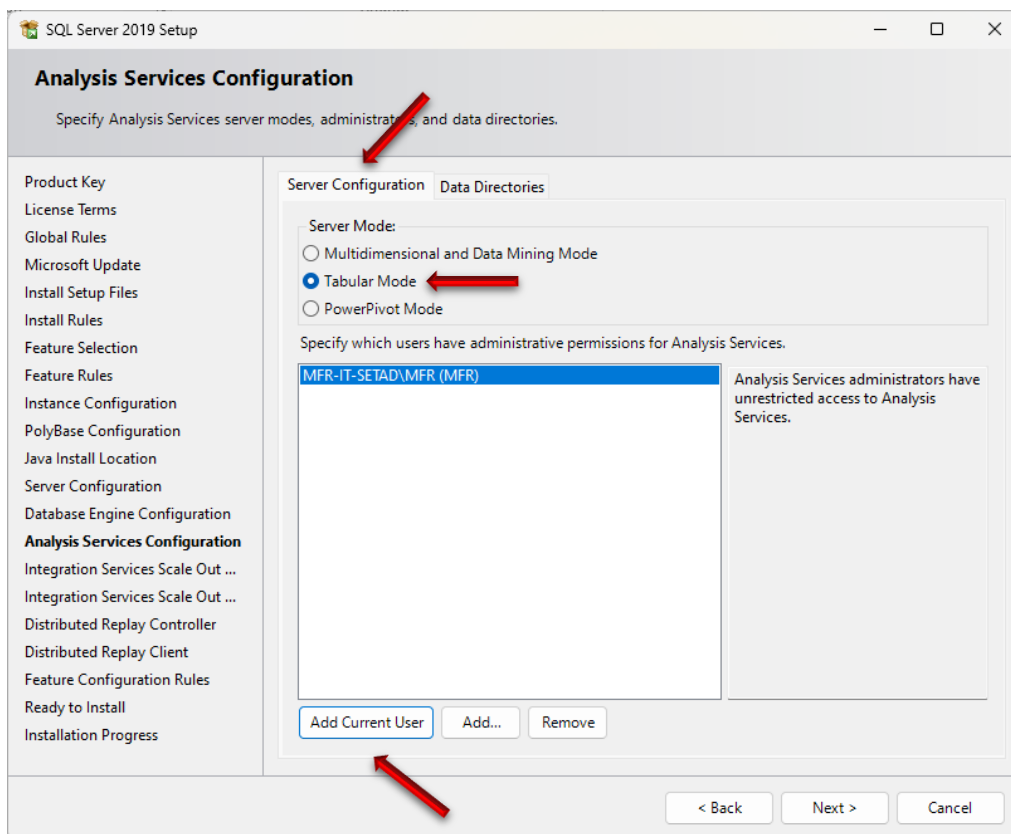 SQL Server 2019 Setup
Analysis Services Configuration
Specify Analysis Services server modes, administrators, and data directories.
Product Key
License Terms
Global Rules
Microsoft Update
Install Setup Files
Install Rules
Feature Selection
Feature Rules
Instance Configuration
PolyBase Configuration
Java Install Location
Server Configuration
Database Engine Configuration
Analysis Services Configuration
Integration Services Scale Out ...
Integration Services Scale Out ...
Distributed Replay Controller
Distributed Replay Client
Feature Configuration Rules
Ready to Install
Installation Progress
Server Configuration Data Directories
Server Mode:
Multidimensional and Data Mining Mode
Tabular Mode
PowerPivot Mode
Specify which users have administrative permissions for Analysis Services.
MFR-IT-SETAD\MFR (MFR)
Analysis Services administrators have
unrestricted access to Analysis
Services.
Add Current User Add... Remove
< Back Next > Cancel